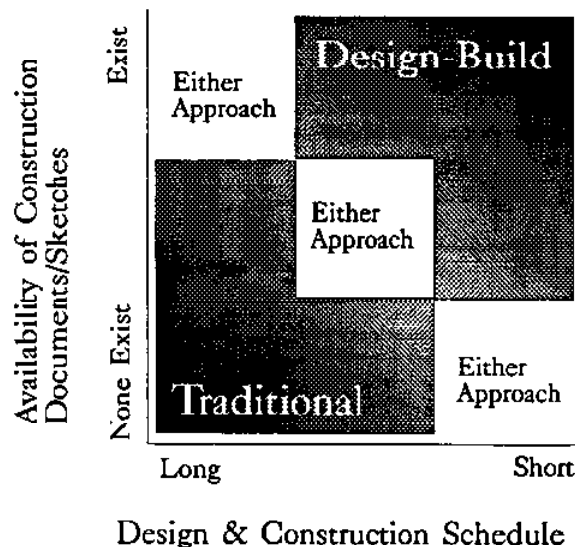 Availability of Construction
Documents/Sketches
Exist
None Exist
Either
Approach
Design-Build
Either
Approach
Traditional
Either
Approach
Long
Short
Design & Construction Schedule